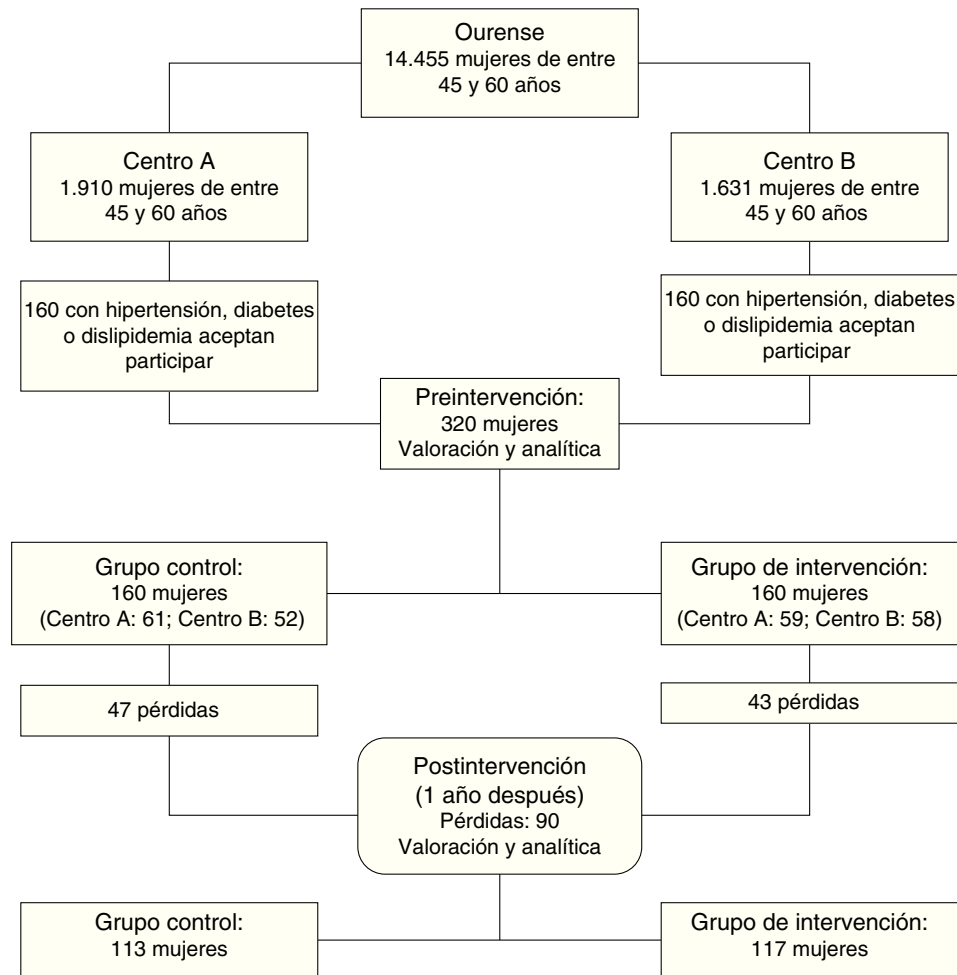 Ourense
14.455 mujeres de entre
45 y 60 años
Centro A
1.910 mujeres de entre
45 y 60 años
Centro B
1.631 mujeres de entre
45 y 60 años
160 con hipertensión, diabetes
o dislipidemia aceptan
participar
160 con hipertensión, diabetes
o dislipidemia aceptan
participar
Preintervención:
320 mujeres
Valoración y analítica
Grupo control:
160 mujeres
(Centro A: 61; Centro B: 52)
Grupo de intervención:
160 mujeres
(Centro A: 59; Centro B: 58)
47 pérdidas
43 pérdidas
Postintervención
(1 año después)
Pérdidas: 90
Valoración y analítica
Grupo control:
113 mujeres
Grupo de intervención:
117 mujeres